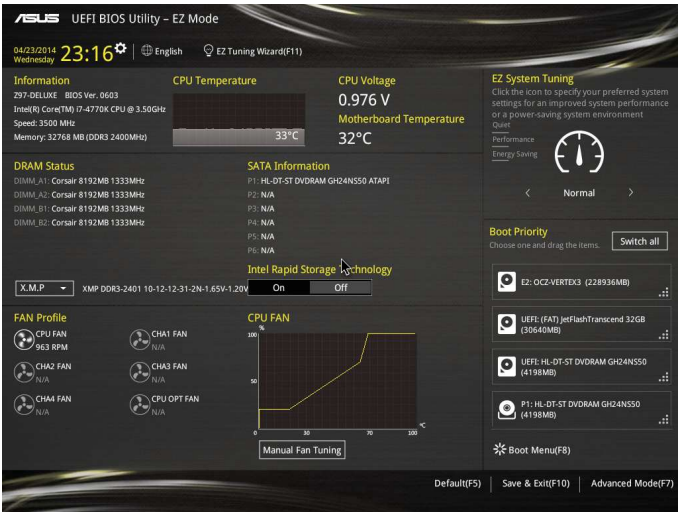 ASUS UEFI BIOS Utility – EZ Mode
04/23/2014 Wednesday 23:16 English EZ Tuning Wizard(F11)
Information
Z97-DELUXE BIOS Ver. 0603
Intel(R) Core(TM) i7-4770K CPU @ 3.50GHz
Speed: 3500 MHz
Memory: 32768 MB (DDR3 2400MHz)
CPU Temperature
33°C
CPU Voltage
0.976 V
Motherboard Temperature
32°C
EZ System Tuning
Click the icon to specify your preferred system
settings for an improved system performance
or a power-saving system environment
Quiet
Performance
Energy Saving
Normal
DRAM Status
DIMM_A1: Corsair 8192MB 1333MHz
DIMM_A2: Corsair 8192MB 1333MHz
DIMM_B1: Corsair 8192MB 1333MHz
DIMM_B2: Corsair 8192MB 1333MHz
X.M.P XMP DDR3-2401 10-12-12-31-2N-1.65V-1.20V
SATA Information
P1: HL-DT-ST DVDRAM GH24NS50 ATAPI
P2: N/A
P3: N/A
P4: N/A
P5: N/A
P6: N/A
Intel Rapid Storage Technology
On Off
Boot Priority
Choose one and drag the items.
Switch all
E2: OCZ-VERTEX3 (228936MB)
UEFI: (FAT) JetFlashTranscend 32GB
(30640MB)
UEFI: HL-DT-ST DVDRAM GH24NS50
(4198MB)
P1: HL-DT-ST DVDRAM GH24NS50
(4198MB)
Boot Menu(F8)
FAN Profile
CPU FAN
963 RPM
CHA1 FAN
N/A
CHA2 FAN
N/A
CHA3 FAN
N/A
CHA4 FAN
N/A
CPU OPT FAN
N/A
CPU FAN
%
100
50
0 30 70 100 °C
Manual Fan Tuning
Default(F5) Save & Exit(F10) Advanced Mode(F7)